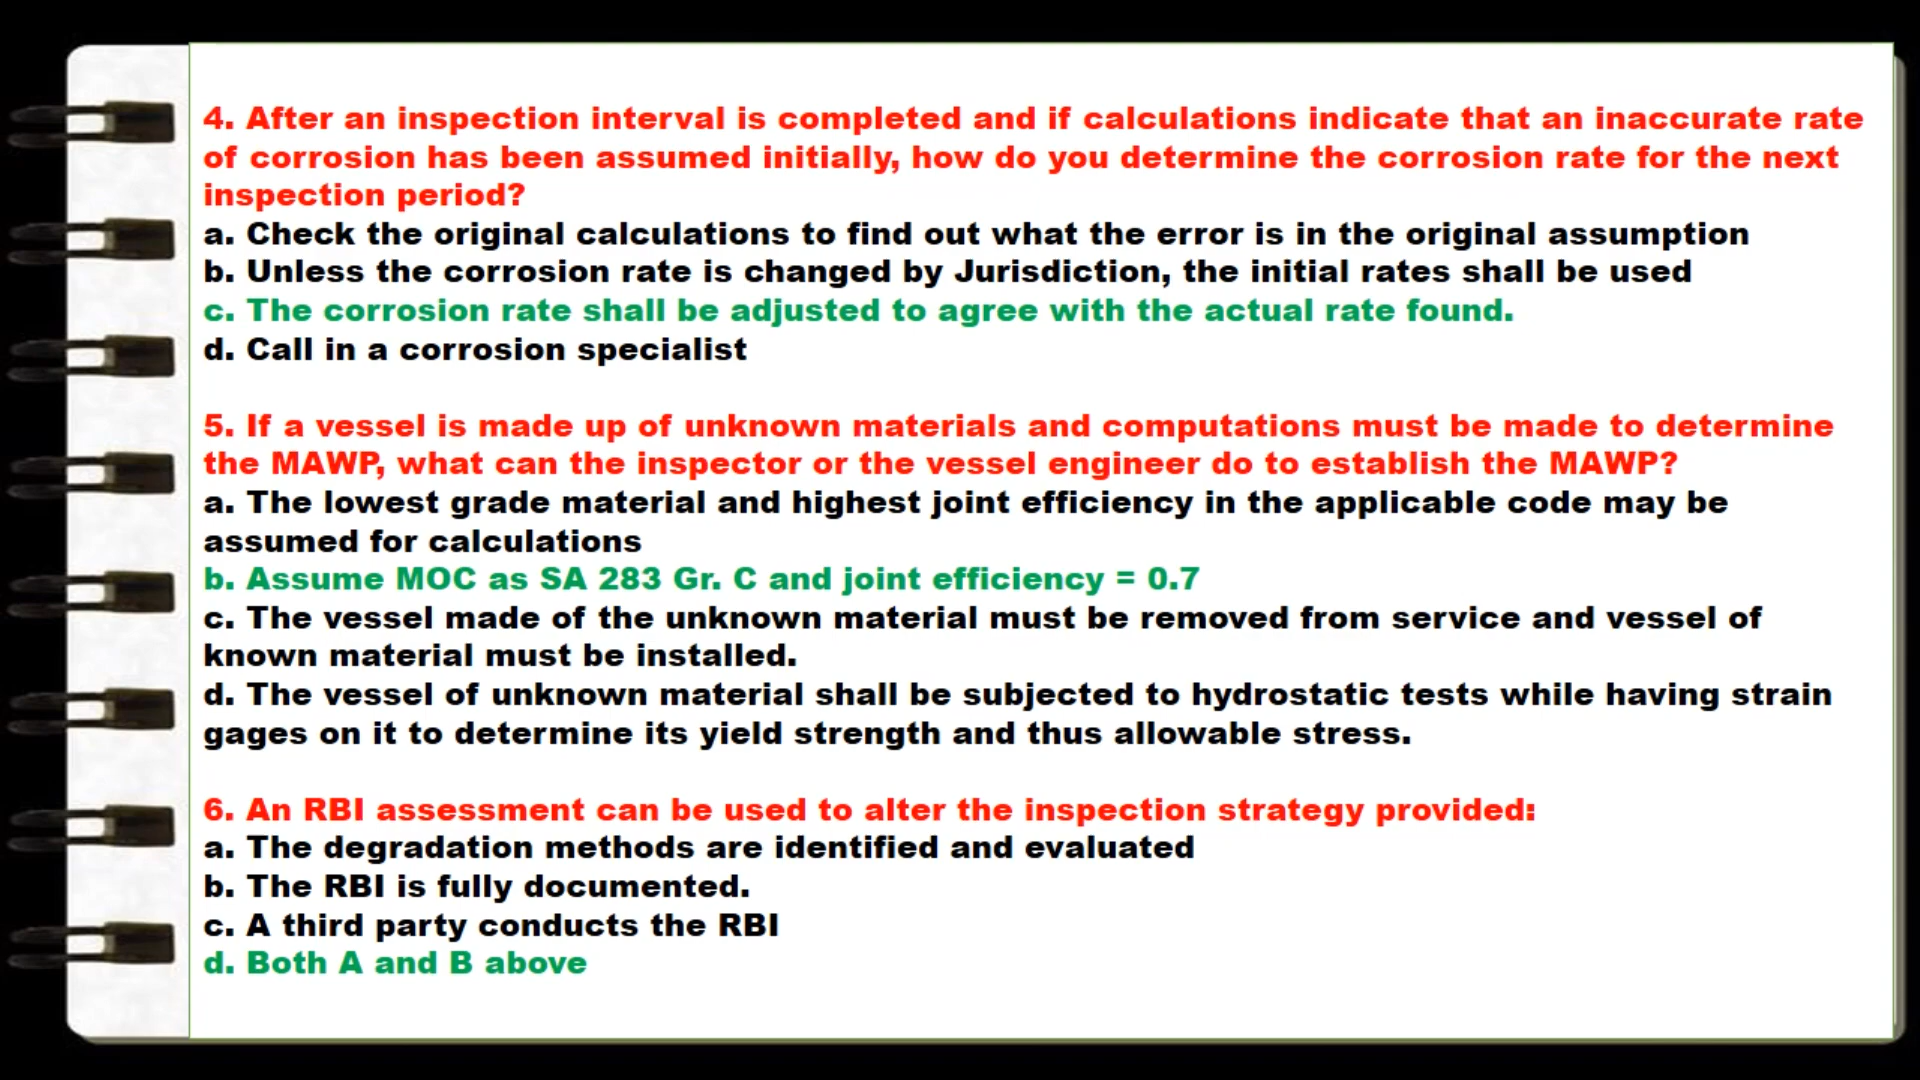 4. After an inspection interval is completed and if calculations indicate that an inaccurate rate
of corrosion has been assumed initially, how do you determine the corrosion rate for the next
inspection period?
a. Check the original calculations to find out what the error is in the original assumption
b. Unless the corrosion rate is changed by Jurisdiction, the initial rates shall be used
c. The corrosion rate shall be adjusted to agree with the actual rate found.
d. Call in a corrosion specialist
5. If a vessel is made up of unknown materials and computations must be made to determine
the MAWP, what can the inspector or the vessel engineer do to establish the MAWP?
a. The lowest grade material and highest joint efficiency in the applicable code may be
assumed for calculations
b. Assume MOC as SA 283 Gr. C and joint efficiency = 0.7
c. The vessel made of the unknown material must be removed from service and vessel of
known material must be installed.
d. The vessel of unknown material shall be subjected to hydrostatic tests while having strain
gages on it to determine its yield strength and thus allowable stress.
6. An RBI assessment can be used to alter the inspection strategy provided:
a. The degradation methods are identified and evaluated
b. The RBI is fully documented.
c. A third party conducts the RBI
d. Both A and B above